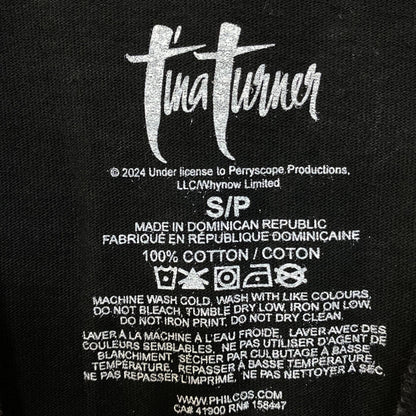 Tina Turner
© 2024 Under license to Perryscope Productions,
LLC/Whynow Limited
S/P
MADE IN DOMINICAN REPUBLIC
FABRIQUÉ EN RÉPUBLIQUE DOMINICAINE
100% COTTON / COTON
MACHINE WASH COLD, WASH WITH LIKE COLOURS,
DO NOT BLEACH, TUMBLE DRY LOW, IRON ON LOW,
DO NOT IRON PRINT, DO NOT DRY CLEAN.
LAVER À LA MACHINE À L'EAU FROIDE, LAVER AVEC DES
COULEURS SEMBLABLES, NE PAS UTILISER D'AGENT DE
BLANCHIMENT, SÉCHER PAR CULBUTAGE À BASSE
TEMPÉRATURE, REPASSER À BASSE TEMPÉRATURE,
NE PAS REPASSER L'IMPRIMÉ, NE PAS NETTOYER À SEC.
WWW.PHILCOS.COM
CA# 41900 RN# 158447